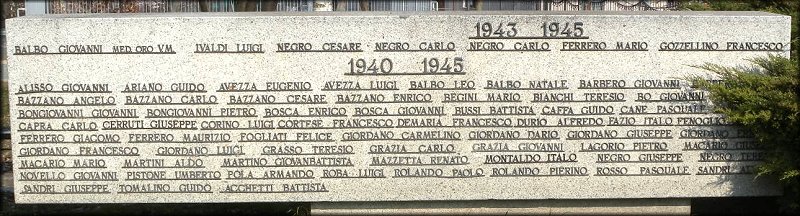 1943 1945
BALBO GIOVANNI MED. ORO V.M. IVALDI LUIGI NEGRO CESARE NEGRO CARLO NEGRO CARLO FERRERO MARIO GOZZELLINO FRANCESCO
1940 1945
ALISSO GIOVANNI ARIANO GUIDO AVEZZA EUGENIO AVEZZA LUIGI BALBO LEO BALBO NATALE BARBERO GIOVANNI
BAZZANO ANGELO BAZZANO CARLO BAZZANO CESARE BAZZANO ENRICO BEGINI MARIO BIANCHI TERESIO BO GIOVANNI
BONGIOVANNI GIOVANNI BONGIOVANNI PIETRO BOSCA ENRICO BOSCA GIOVANNI BUSSI BATTISTA CAFFA GUIDO CANE PASQUALE
CAPRA CARLO CERRUTI GIUSEPPE CORINO LUIGI CORTESE FRANCESCO DEMARIA FRANCESCO DURIO ALFREDO FAZIO ITALO FENOGLIO
FERRERO GIACOMO FERRERO MAURIZIO FOGLIATI FELICE GIORDANO CARMELINO GIORDANO DARIO GIORDANO GIUSEPPE GIORDANO
GIORDANO FRANCESCO GIORDANO LUIGI GRASSO TERESIO GRAZIA CARLO GRAZIA GIOVANNI LAGORIO PIETRO MACARIO
MACARIO MARIO MARTINI ALDO MARTINO GIOVANBATTISTA MAZZETTA RENATO MONTALDO ITALO NEGRO GIUSEPPE NEGRO
NOVELLO GIOVANNI PISTONE UMBERTO POLA ARMANDO ROBA LUIGI ROLANDO PAOLO ROLANDO PIERINO ROSSO PASQUALE SANDRI
SANDRI GIUSEPPE TOMALINO GUIDO ACCHETTI BATTISTA